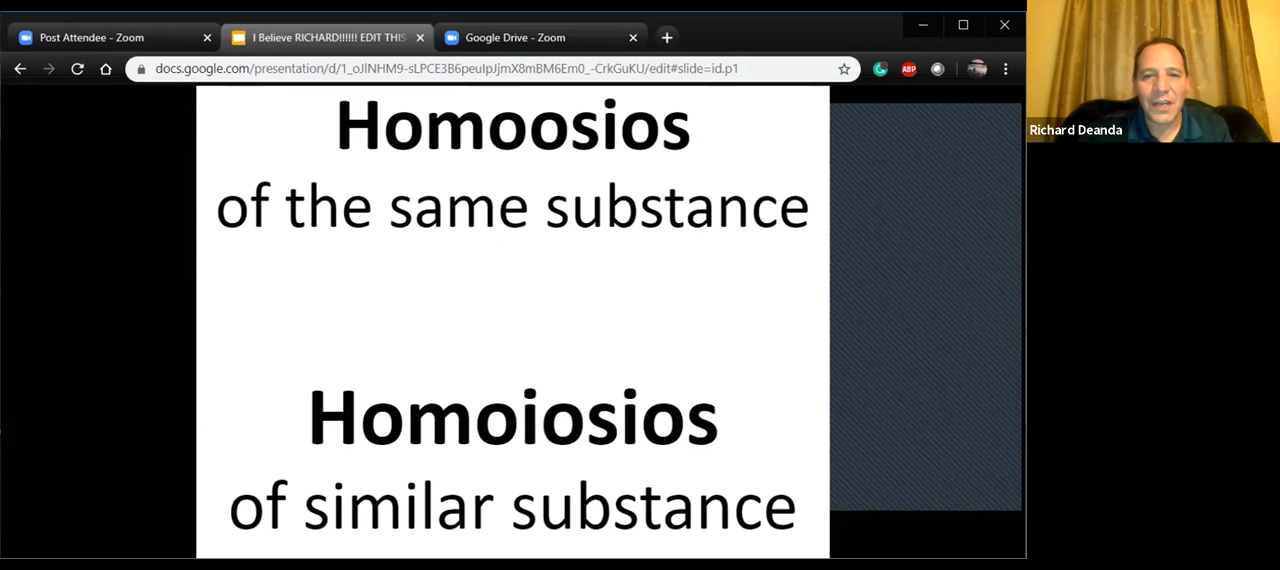 Post Attendee - Zoom
I Believe RICHARD!!!!!! EDIT THIS
Google Drive - Zoom
docs.google.com/presentation/d/1_oJlNHM9-sLPCE3B6peuIpJjmX8mBM6Em0_-CrkGuKU/edit#slide=id.p1
ABP
Homoosios
of the same substance
Homoiosios
of similar substance
Richard Deanda